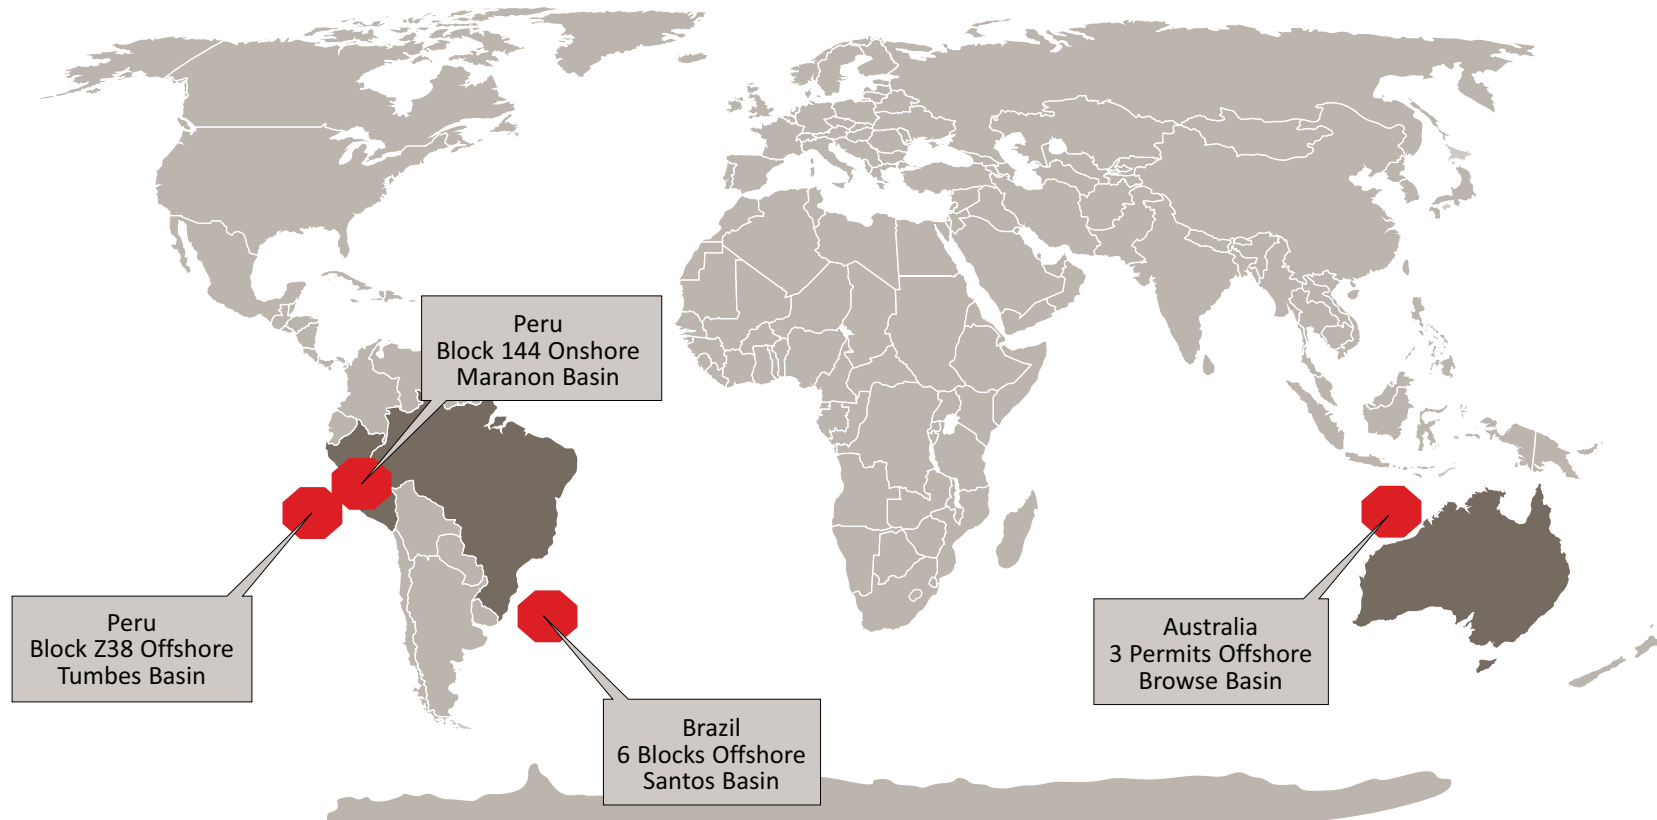 Peru
Block 144 Onshore
Maranon Basin
Peru
Block Z38 Offshore
Tumbes Basin
Brazil
6 Blocks Offshore
Santos Basin
Australia
3 Permits Offshore
Browse Basin